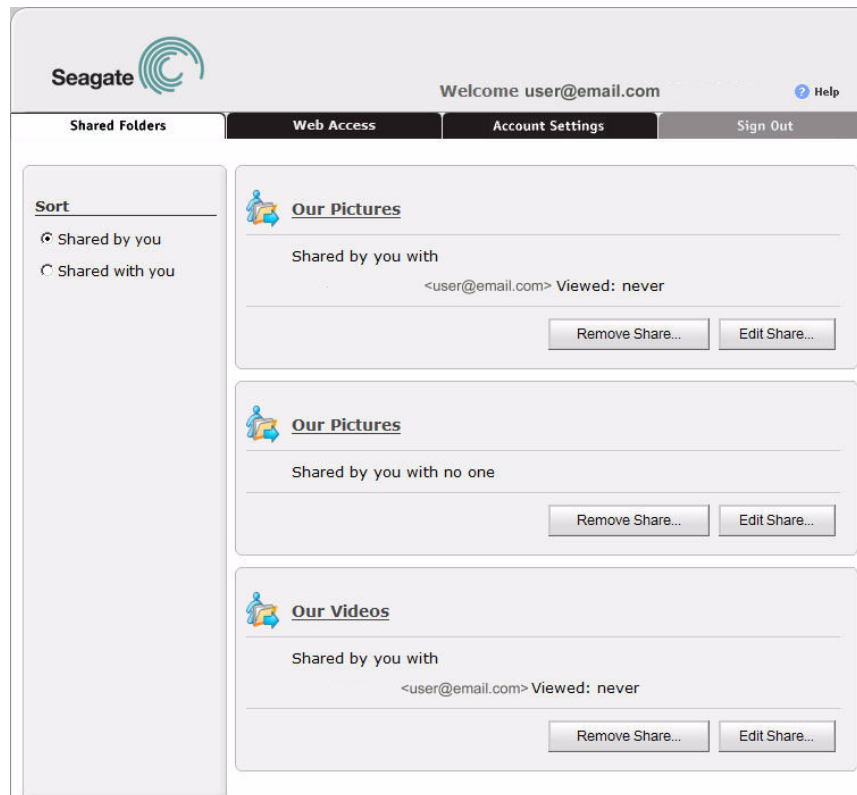 Seagate
Welcome user@email.com
? Help
Shared Folders
Web Access
Account Settings
Sign Out
Sort
Shared by you
Shared with you
Our Pictures
Shared by you with
<user@email.com> Viewed: never
Remove Share...
Edit Share...
Our Pictures
Shared by you with no one
Remove Share...
Edit Share...
Our Videos
Shared by you with
<user@email.com> Viewed: never
Remove Share...
Edit Share...